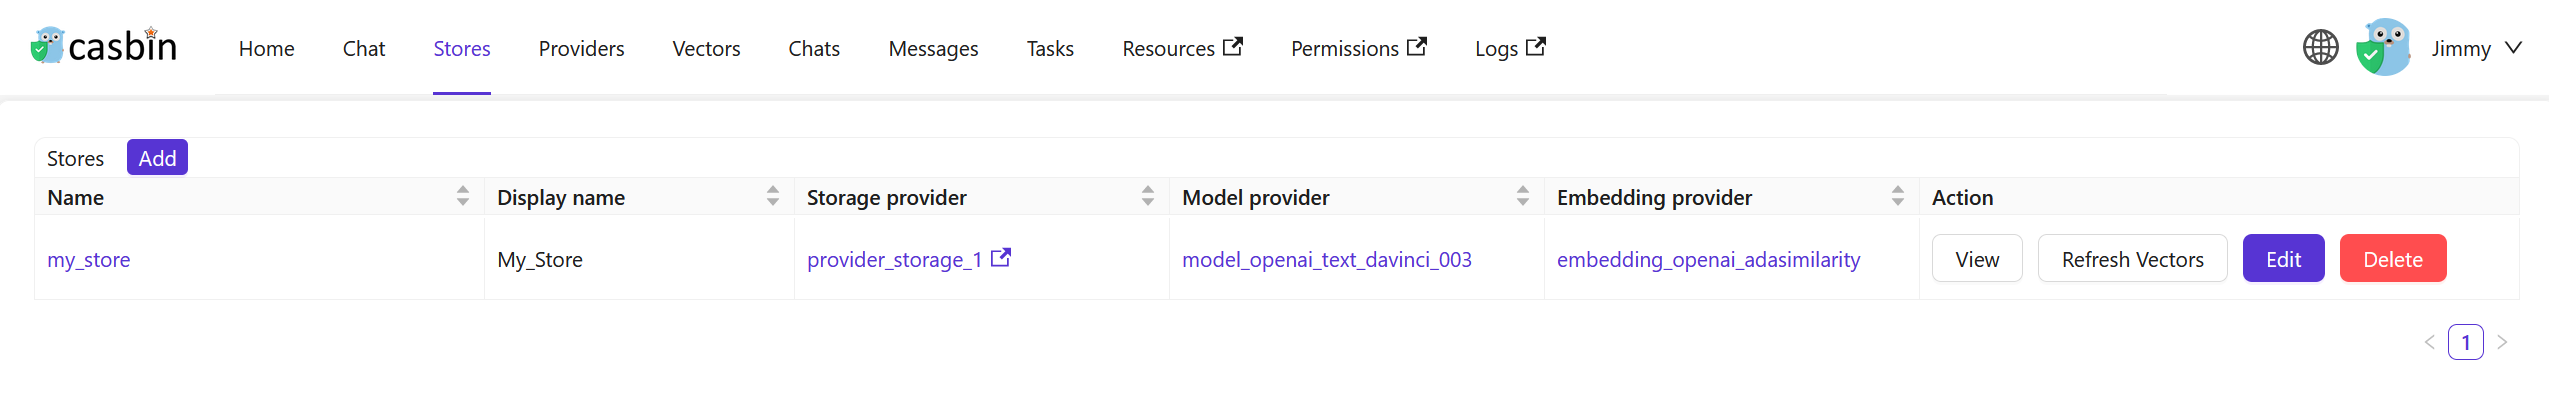 casbin Home Chat Stores Providers Vectors Chats Messages Tasks Resources Permissions Logs Jimmy
Stores Add
Name Display name Storage provider Model provider Embedding provider Action
my_store My_Store provider_storage_1 model_openai_text_davinci_003 embedding_openai_adasimilarity View Refresh Vectors Edit Delete
1